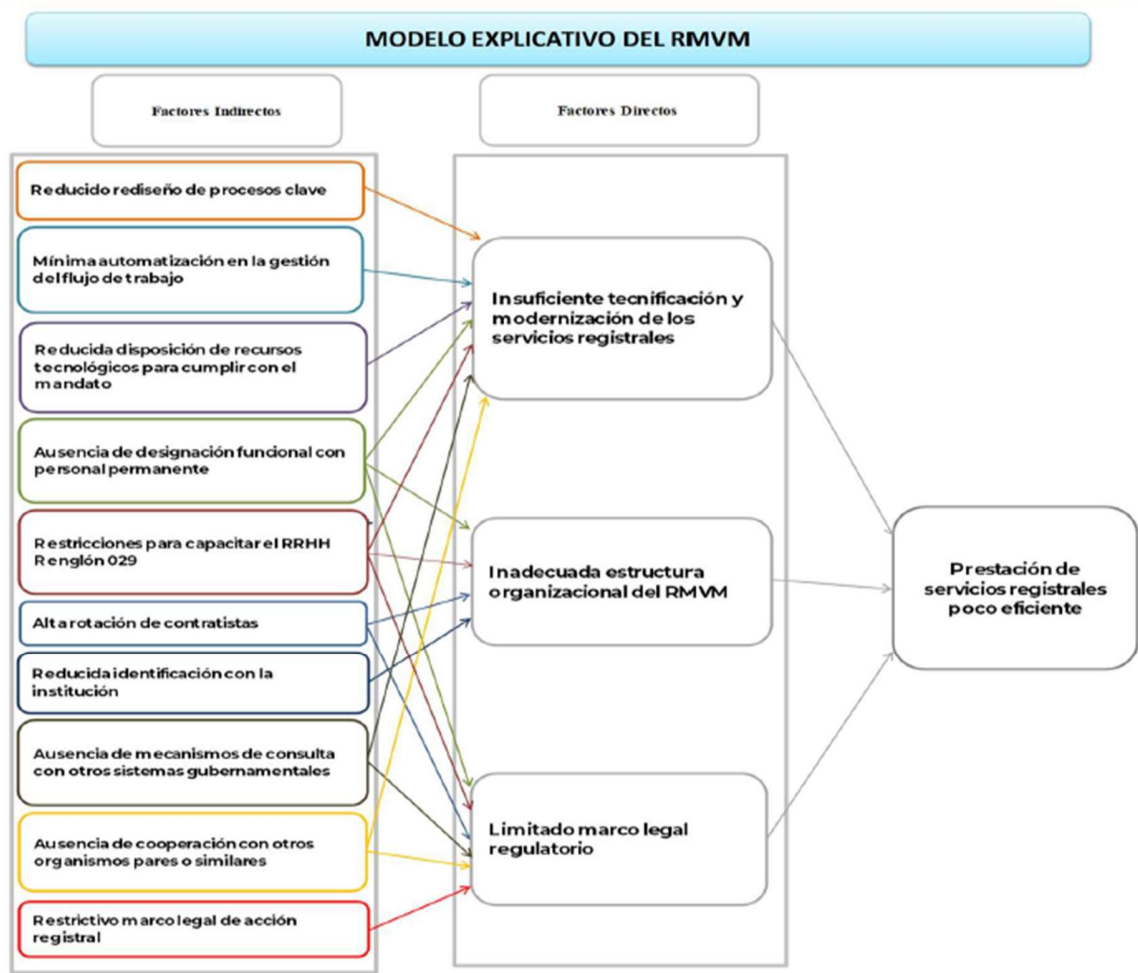 MODELO EXPLICATIVO DEL RMVM
Factores Indirectos
Factores Directos
Reducido rediseño de procesos clave
Mínima automatización en la gestión
del flujo de trabajo
Reducida disposición de recursos
tecnológicos para cumplir con el
mandato
Ausencia de designación funcional con
personal permanente
Restricciones para capacitar el RRHH
Renglón 029
Alta rotación de contratistas
Reducida identificación con la
institución
Ausencia de mecanismos de consulta
con otros sistemas gubernamentales
Ausencia de cooperación con otros
organismos pares o similares
Restrictivo marco legal de acción
registral
Insuficiente tecnificación y
modernización de los
servicios registrales
Inadecuada estructura
organizacional del RMVM
Limitado marco legal
regulatorio
Prestación de
servicios registrales
poco eficiente